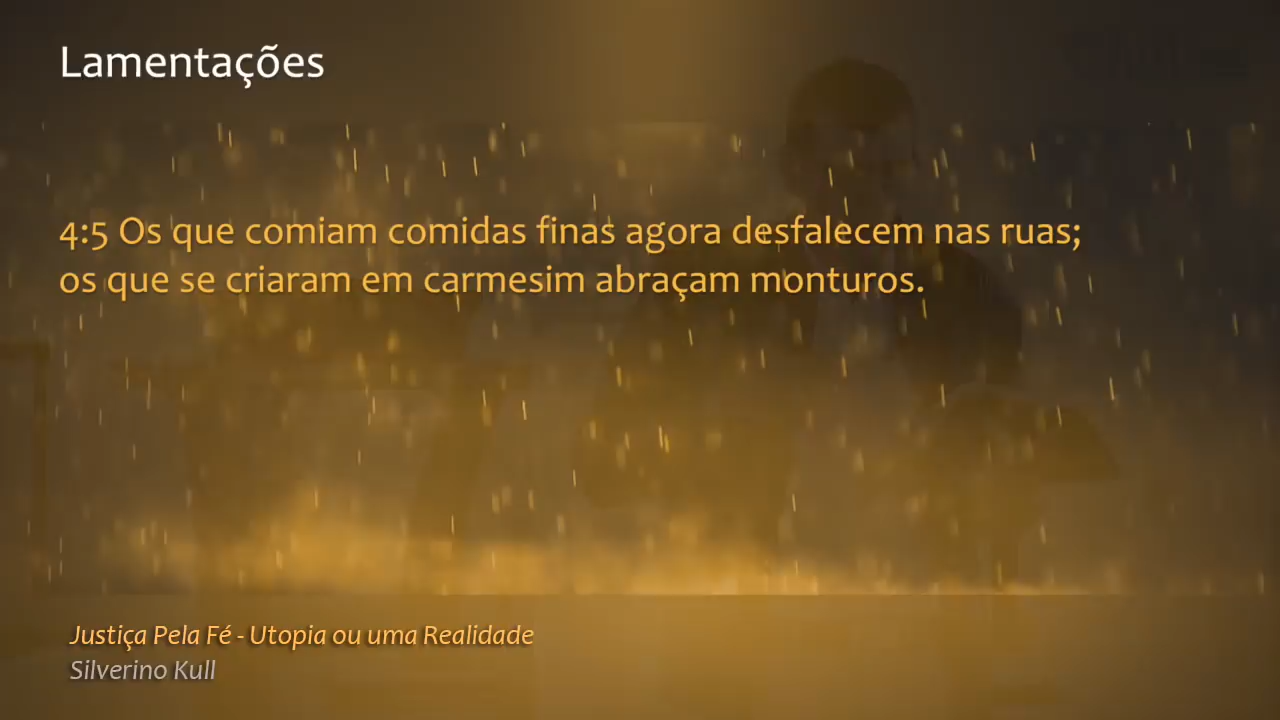 Lamentações
4:5 Os que comiam comidas finas agora desfalecem nas ruas;
os que se criaram em carmesim abraçam monturos.
Justiça Pela Fé - Utopia ou uma Realidade
Silverino Kull